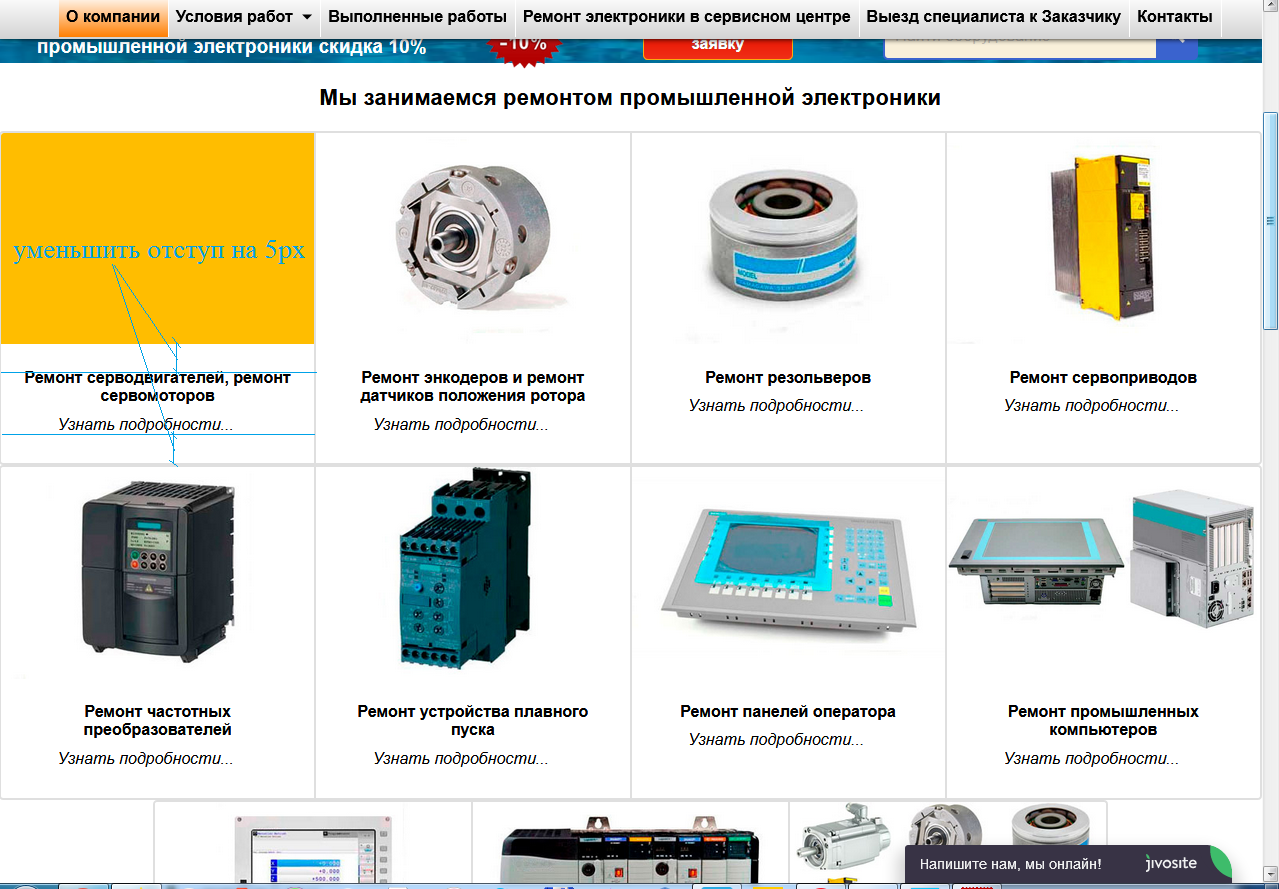 О компании Условия работ Выполненные работы Ремонт электроники в сервисном центре Выезд специалиста к Заказчику Контакты
промышленной электроники скидка 10% -10% заявку
Мы занимаемся ремонтом промышленной электроники
уменьшить отступ на 5px
MODEL
Ремонт серводвигателей, ремонт сервомоторов
Узнать подробности...
Ремонт энкодеров и ремонт датчиков положения ротора
Узнать подробности...
Ремонт резольверов
Узнать подробности...
Ремонт сервоприводов
Узнать подробности...
Ремонт частотных преобразователей
Узнать подробности...
Ремонт устройства плавного пуска
Узнать подробности...
Ремонт панелей оператора
Узнать подробности...
Ремонт промышленных компьютеров
Узнать подробности...
Напишите нам, мы онлайн! jivosite